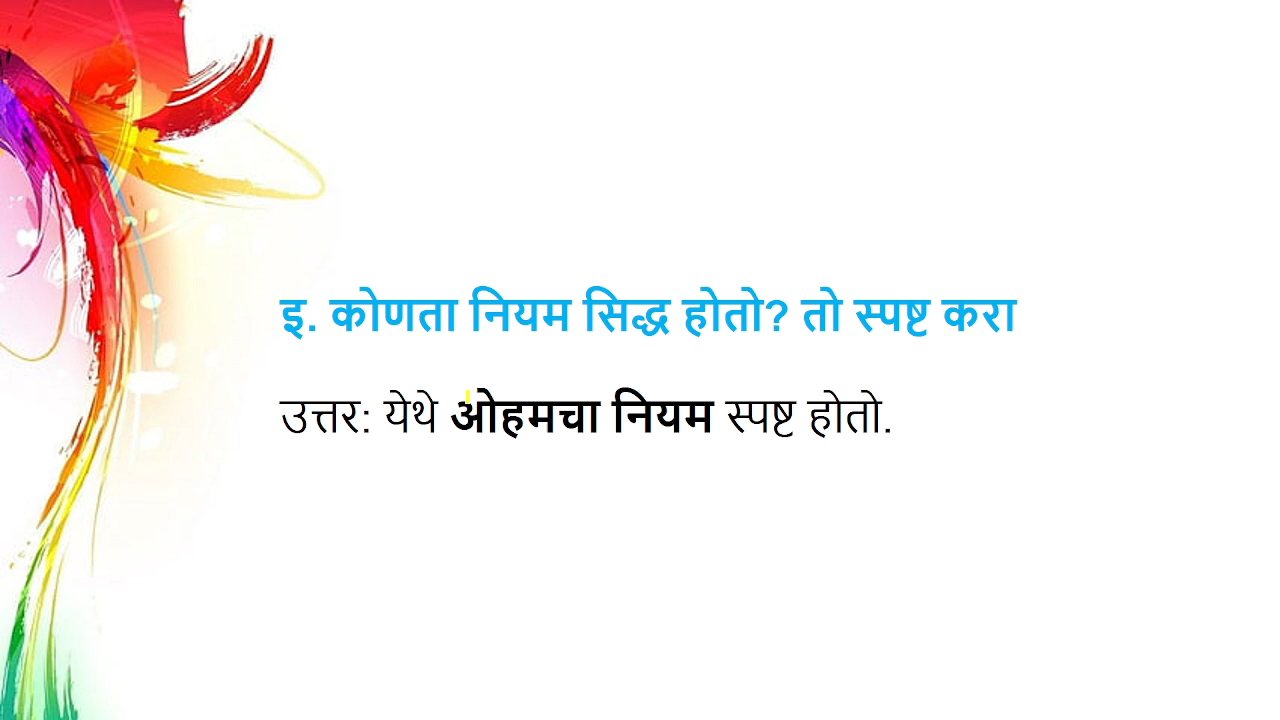 इ. कोणता नियम सिद्ध होतो? तो स्पष्ट करा
उत्तर: येथे ओहमचा नियम स्पष्ट होतो.